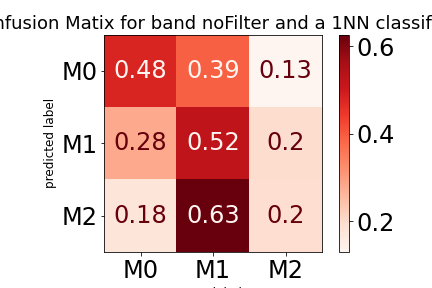 nfusion Matix for band noFilter and a 1NN classif
predicted label
M0 0.48 0.39 0.13
M1 0.28 0.52 0.2
M2 0.18 0.63 0.2
M0 M1 M2
0.6
0.4
0.2